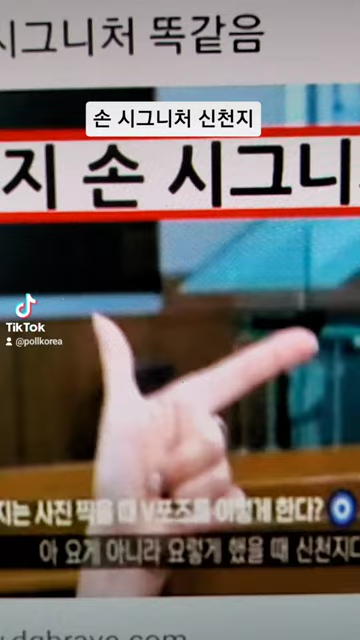 시그니처 똑같음
손 시그니처 신천지
지 손 시그니
TikTok
@pollkorea
지는 사진 찍을 때 V포즈를 이렇게 한다?
아 요게 아니라 요렇게 했을 때 신천지다